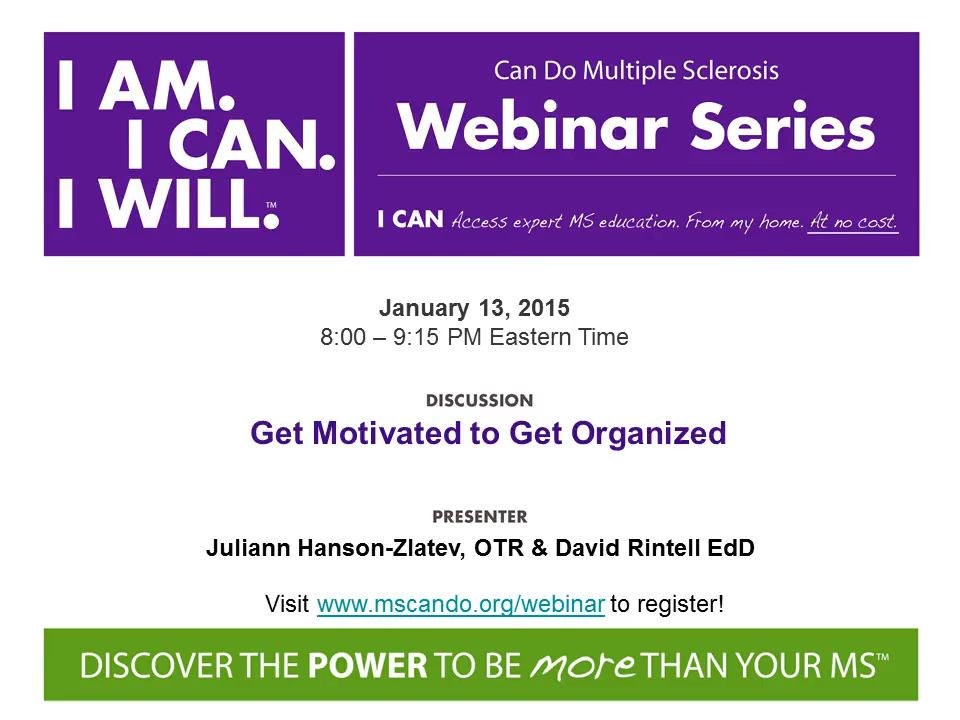 I AM.
I CAN.
I WILL.™
Can Do Multiple Sclerosis
Webinar Series
I CAN Access expert MS education. From my home. At no cost.
January 13, 2015
8:00 – 9:15 PM Eastern Time
DISCUSSION
Get Motivated to Get Organized
PRESENTER
Juliann Hanson-Zlatev, OTR & David Rintell EdD
Visit www.mscando.org/webinar to register!
DISCOVER THE POWER TO BE more THAN YOUR MS™